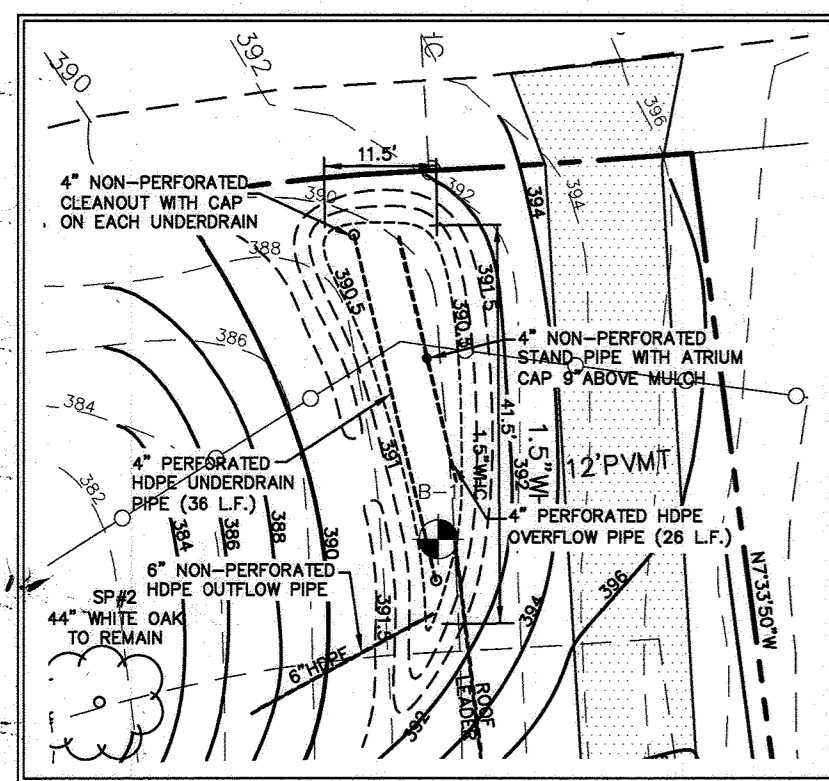 390
392
396
394
11.5'
4" NON-PERFORATED
CLEANOUT WITH CAP
ON EACH UNDERDRAIN
390
392
394
388
391.5
390.5
390.5
386
4" NON-PERFORATED
STAND PIPE WITH ATRIUM
CAP 9" ABOVE MULCH
384
382
41.5'
391
1.5"WHC
392
1.5"W
12'PVMT
4" PERFORATED
HDPE UNDERDRAIN
PIPE (36 L.F.)
B-1
4" PERFORATED HDPE
OVERFLOW PIPE (26 L.F.)
384
386
388
390
6" NON-PERFORATED
HDPE OUTFLOW PIPE
396
394
N7°33'50"W
SP#2
44" WHITE OAK
TO REMAIN
391.5
6"HDPE
392
ROOF
LEADER